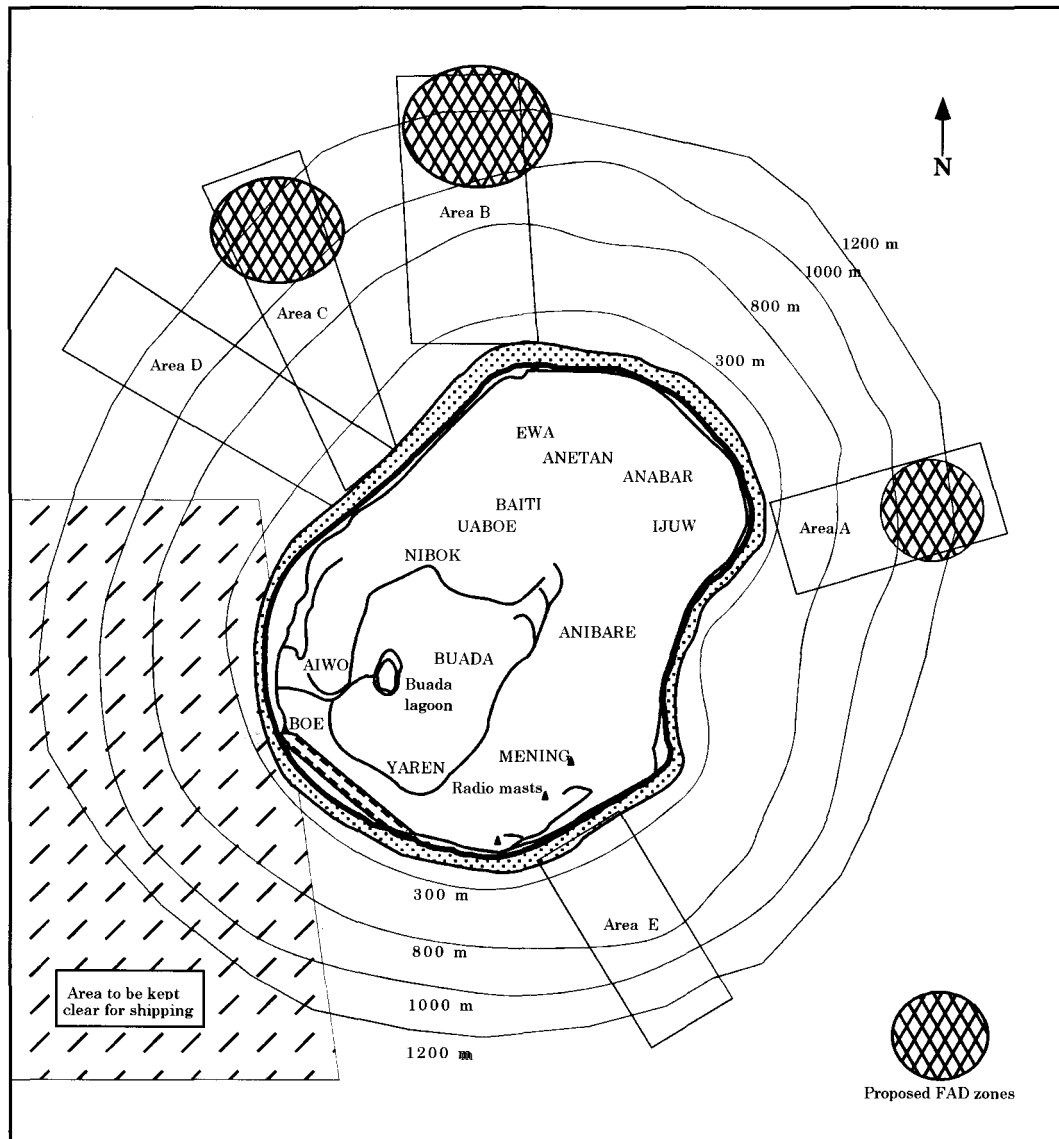 N
Area B
1200 m
1000 m
Area C
800 m
Area D
300 m
EWA
ANETAN
ANABAR
BAITI
UABOE
IJUW
Area A
NIBOK
ANIBARE
AIWO
BUADA
Buada
lagoon
BOE
YAREN
MENING
Radio masts
300 m
Area E
800 m
Area to be kept
clear for shipping
1000 m
1200 m
Proposed FAD zones